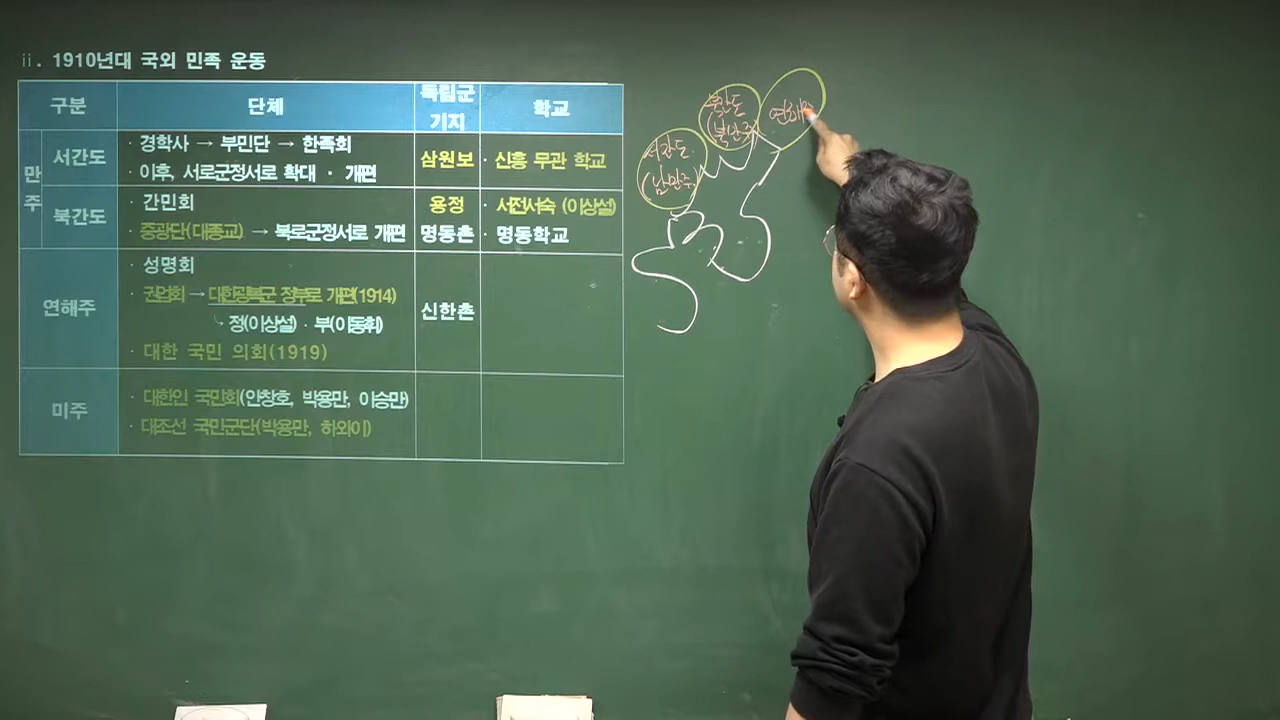 ⅱ. 1910년대 국외 민족 운동
구분 단체 독립군 기지 학교
만주
서간도
· 경학사 → 부민단 → 한족회
· 이후, 서로군정서로 확대 · 개편
삼원보
· 신흥 무관 학교
북간도
· 간민회
· 중광단(대종교) → 북로군정서로 개편
용정
명동촌
· 서전서숙 (이상설)
· 명동학교
연해주
· 성명회
· 권업회 → 대한광복군 정부로 개편(1914)
↳ 정(이상설) · 부(이동휘)
· 대한 국민 의회(1919)
신한촌
미주
· 대한인 국민회(안창호, 박용만, 이승만)
· 대조선 국민군단(박용만, 하와이)
서간도
(남만주)
북간도
(북만주)